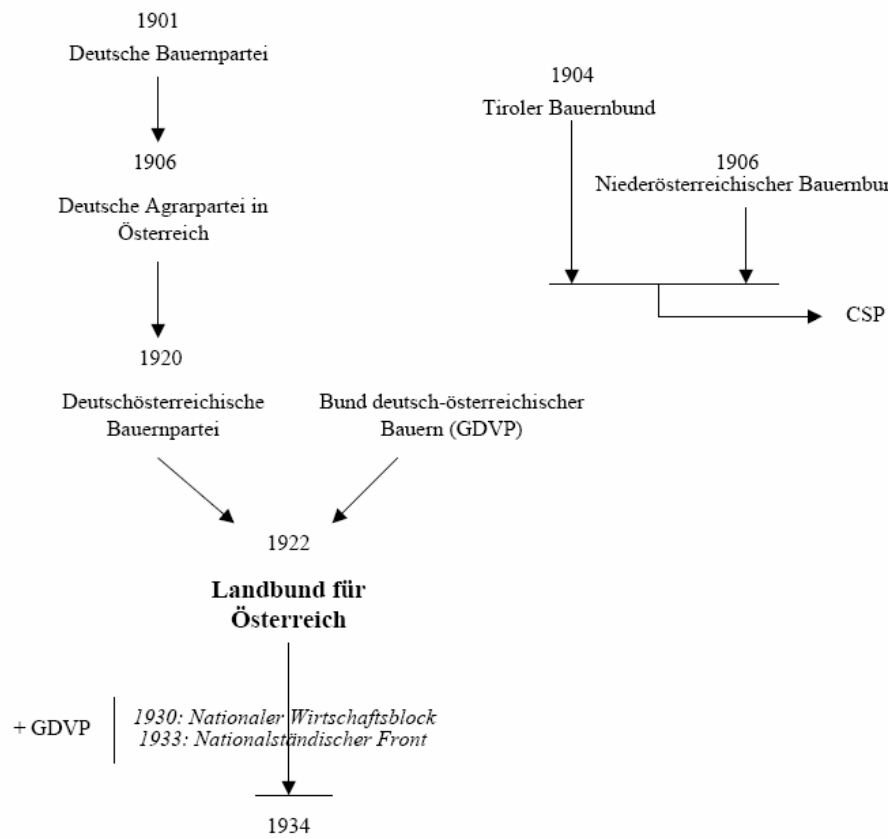 1901
Deutsche Bauernpartei
1904
Tiroler Bauernbund
1906
Deutsche Agrarpartei in
Österreich
1906
Niederösterreichischer
CSP
1920
Deutschösterreichische
Bauernpartei
Bund deutsch-österreichischer
Bauern (GDVP)
1922
Landbund für
Österreich
+ GDVP
1930: Nationaler Wirtschaftsblock
1933: Nationalständischer Front
1934